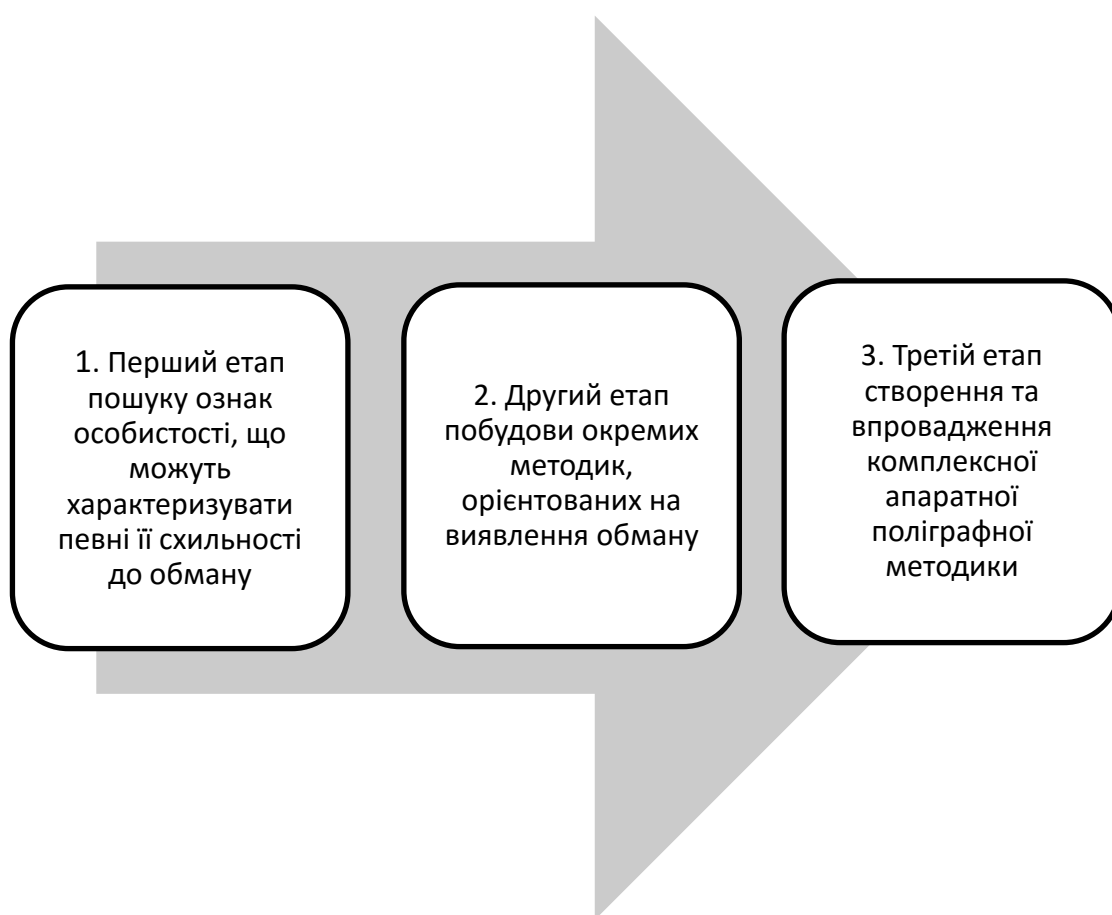 1. Перший етап
пошуку ознак
особистості, що
можуть
характеризувати
певні її схильності
до обману
2. Другий етап
побудови окремих
методик,
орієнтованих на
виявлення обману
3. Третій етап
створення та
впровадження
комплексної
апаратної
поліграфної
методики